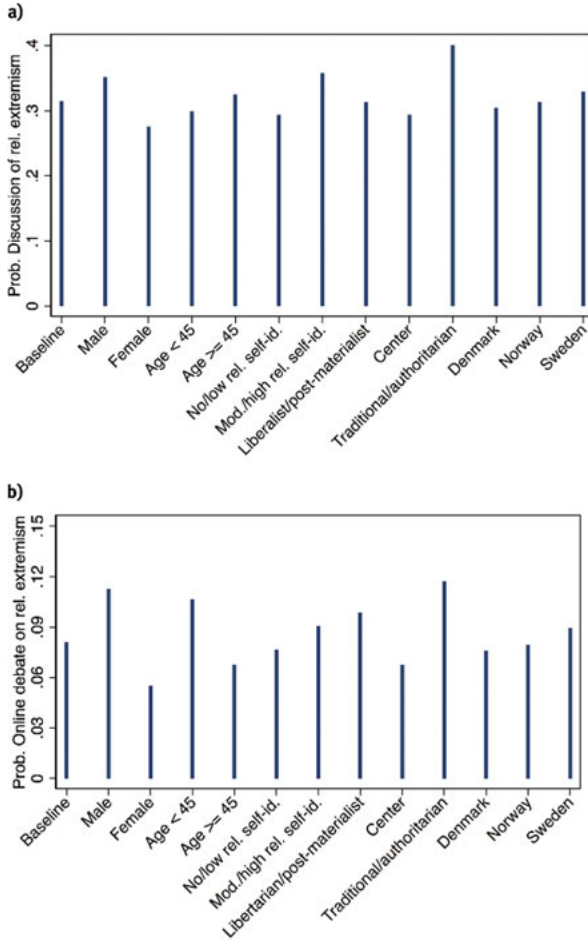 a)
Prob. Discussion of rel. extremism
.4
.3
.2
.1
0
Baseline
Male
Female
Age < 45
Age >= 45
No/low rel. self-id.
Mod./high rel. self-id.
Liberalist/post-materialist
Center
Traditional/authoritarian
Denmark
Norway
Sweden
b)
Prob. Online debate on rel. extremism
.15
.12
.09
.06
.03
0
Baseline
Male
Female
Age < 45
Age >= 45
No/low rel. self-id.
Mod./high rel. self-id.
Libertarian/post-materialist
Center
Traditional/authoritarian
Denmark
Norway
Sweden